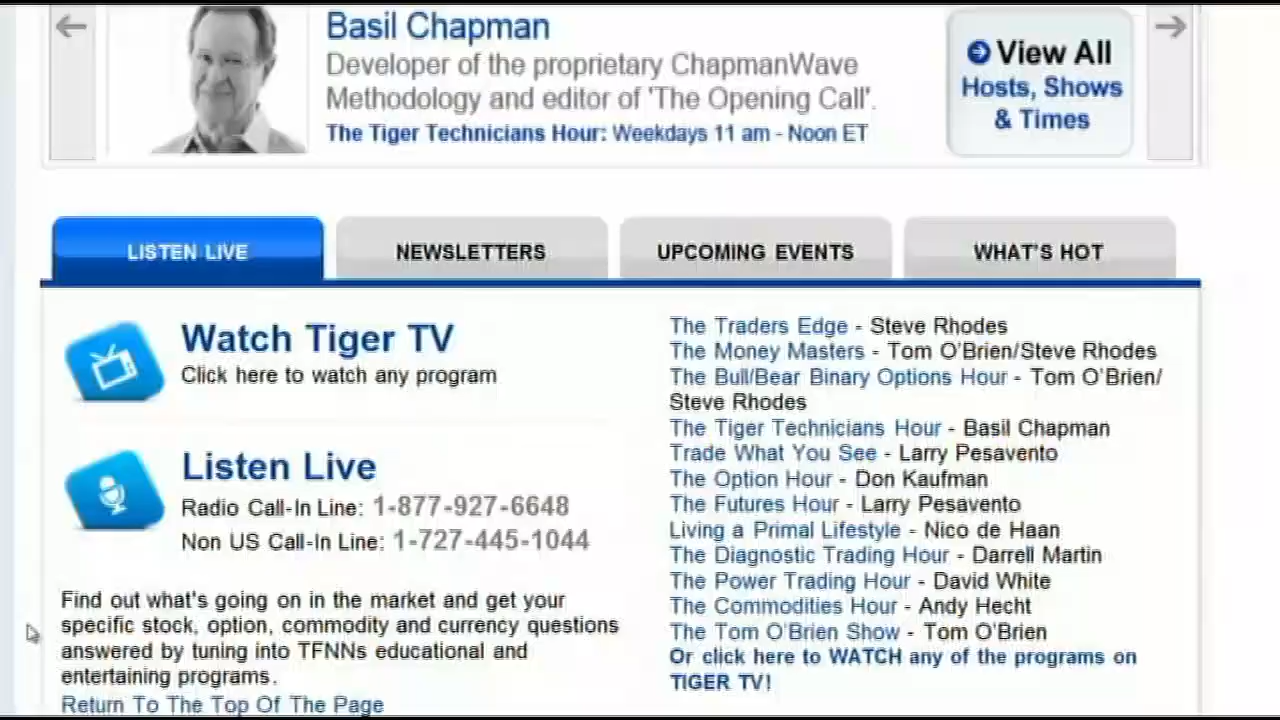 Basil Chapman
Developer of the proprietary ChapmanWave
Methodology and editor of 'The Opening Call'.
The Tiger Technicians Hour: Weekdays 11 am - Noon ET
View All
Hosts, Shows
& Times
LISTEN LIVE
NEWSLETTERS
UPCOMING EVENTS
WHAT'S HOT
Watch Tiger TV
Click here to watch any program
Listen Live
Radio Call-In Line: 1-877-927-6648
Non US Call-In Line: 1-727-445-1044
Find out what's going on in the market and get your
specific stock, option, commodity and currency questions
answered by tuning into TFNNs educational and
entertaining programs.
Return To The Top Of The Page
The Traders Edge - Steve Rhodes
The Money Masters - Tom O'Brien/Steve Rhodes
The Bull/Bear Binary Options Hour - Tom O'Brien/
Steve Rhodes
The Tiger Technicians Hour - Basil Chapman
Trade What You See - Larry Pesavento
The Option Hour - Don Kaufman
The Futures Hour - Larry Pesavento
Living a Primal Lifestyle - Nico de Haan
The Diagnostic Trading Hour - Darrell Martin
The Power Trading Hour - David White
The Commodities Hour - Andy Hecht
The Tom O'Brien Show - Tom O'Brien
Or click here to WATCH any of the programs on
TIGER TV!